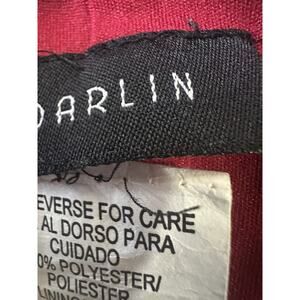 DARLIN
EVERSE FOR CARE
AL DORSO PARA
CUIDADO
0% POLYESTER/
POLIESTER